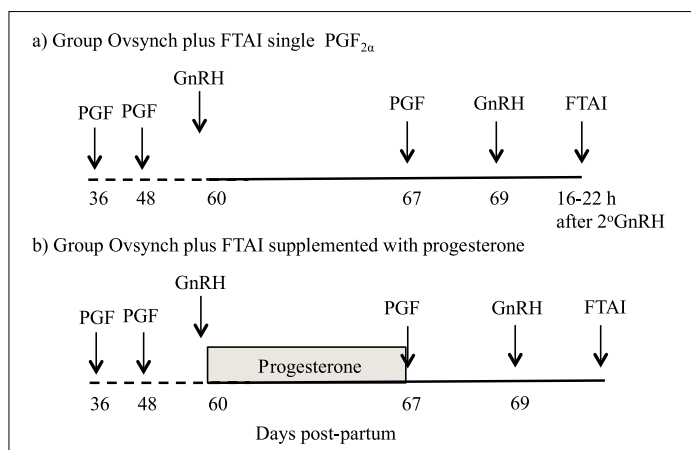 a) Group Ovsynch plus FTAI single PGF2α
GnRH
PGF PGF PGF GnRH FTAI
36 48 60 67 69 16-22 h
after 2ºGnRH
b) Group Ovsynch plus FTAI supplemented with progesterone
GnRH
PGF PGF PGF GnRH FTAI
Progesterone
36 48 60 67 69
Days post-partum